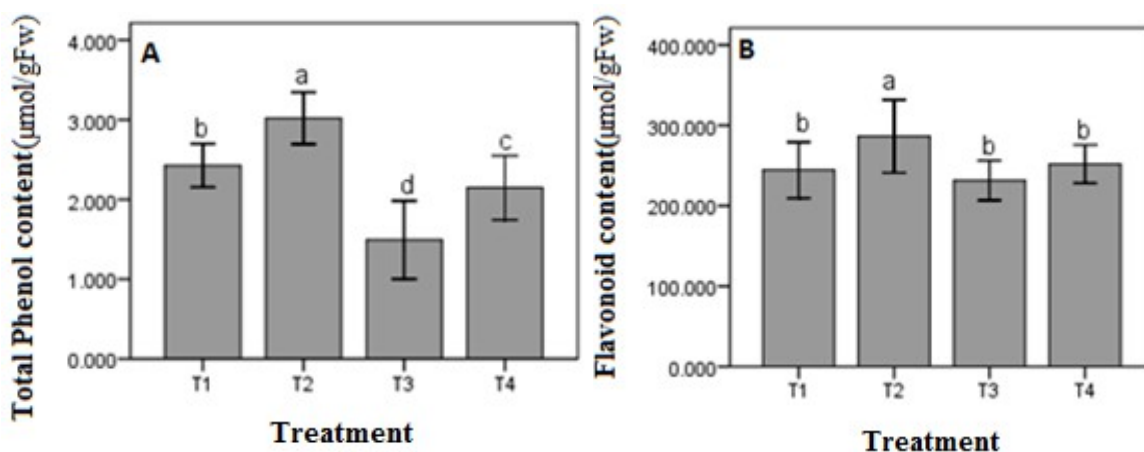 A
Total Phenol content(µmol/gFw)
4.000
3.000
2.000
1.000
0.000
b
a
d
c
T1 T2 T3 T4
Treatment
B
Flavonoid content(µmol/gFw)
400.000
300.000
200.000
100.000
0.000
b
a
b
b
T1 T2 T3 T4
Treatment